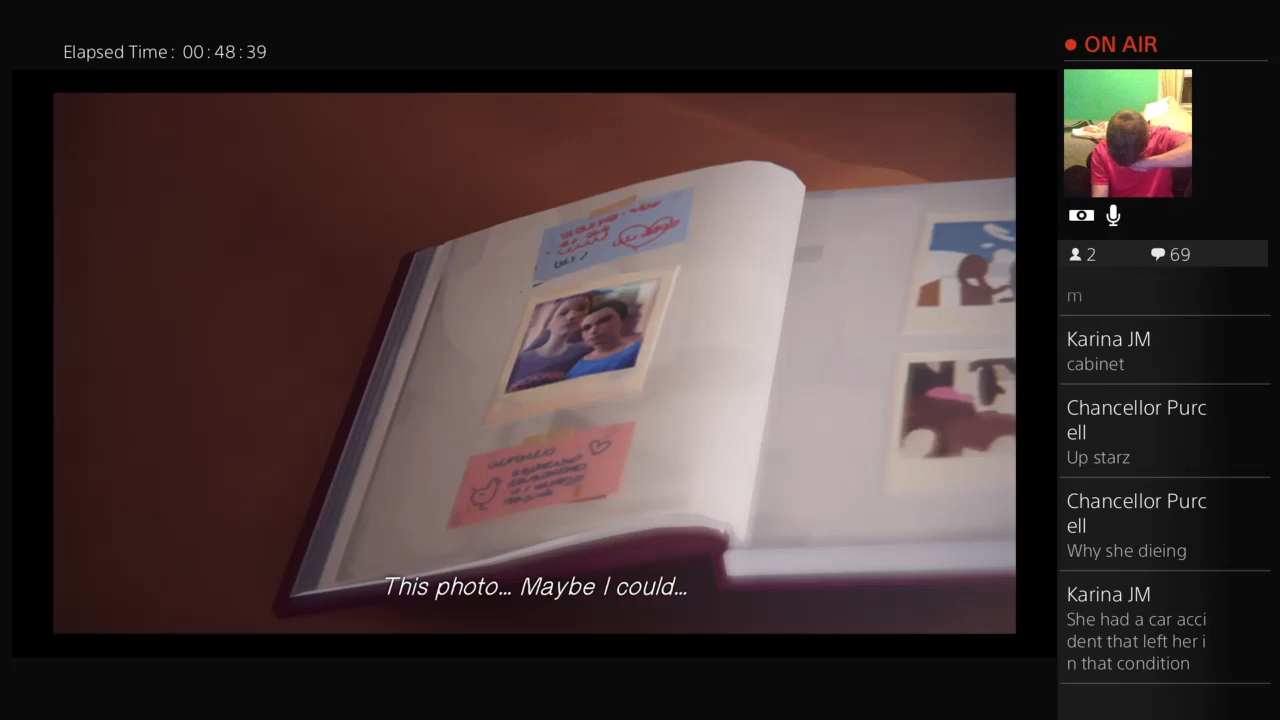 Elapsed Time: 00:48:39
ON AIR
2
69
m
Karina JM
cabinet
Chancellor Purc
ell
Up starz
Chancellor Purc
ell
Why she dieing
Karina JM
She had a car acci
dent that left her i
n that condition
This photo... Maybe I could...